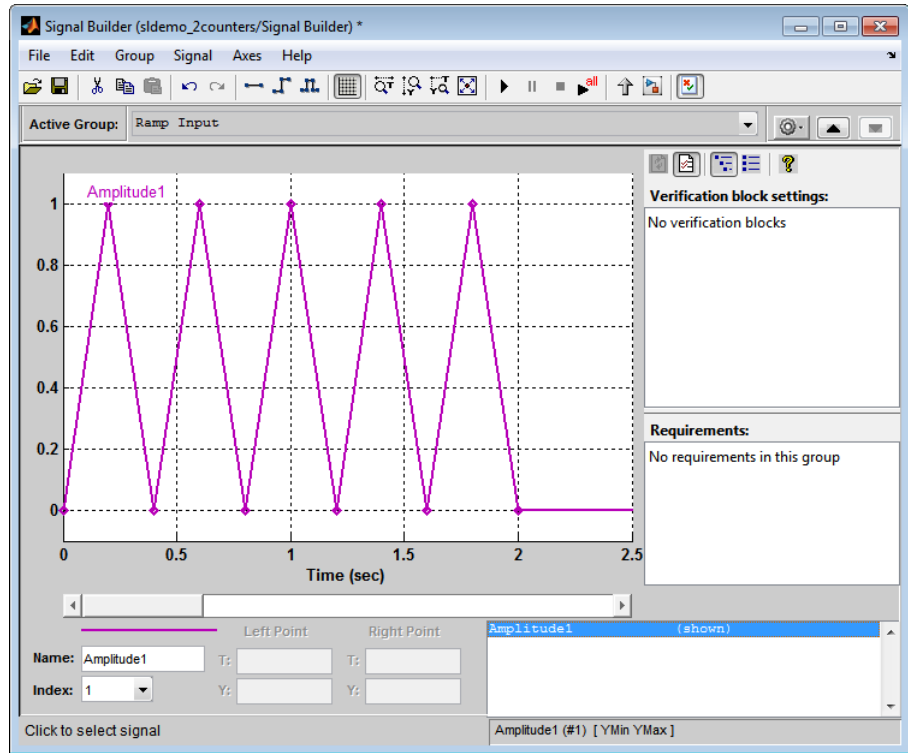 Signal Builder (sldemo_2counters/Signal Builder) *
File Edit Group Signal Axes Help
all
Active Group: Ramp Input
Verification block settings:
No verification blocks
Amplitude1
1
0.8
0.6
0.4
0.2
0
0 0.5 1 1.5 2 2.5
Time (sec)
Requirements:
No requirements in this group
Left Point Right Point
Name: Amplitude1 T: T:
Index: 1 Y: Y:
Amplitude1 (shown)
Click to select signal
Amplitude1 (#1) [ YMin YMax ]